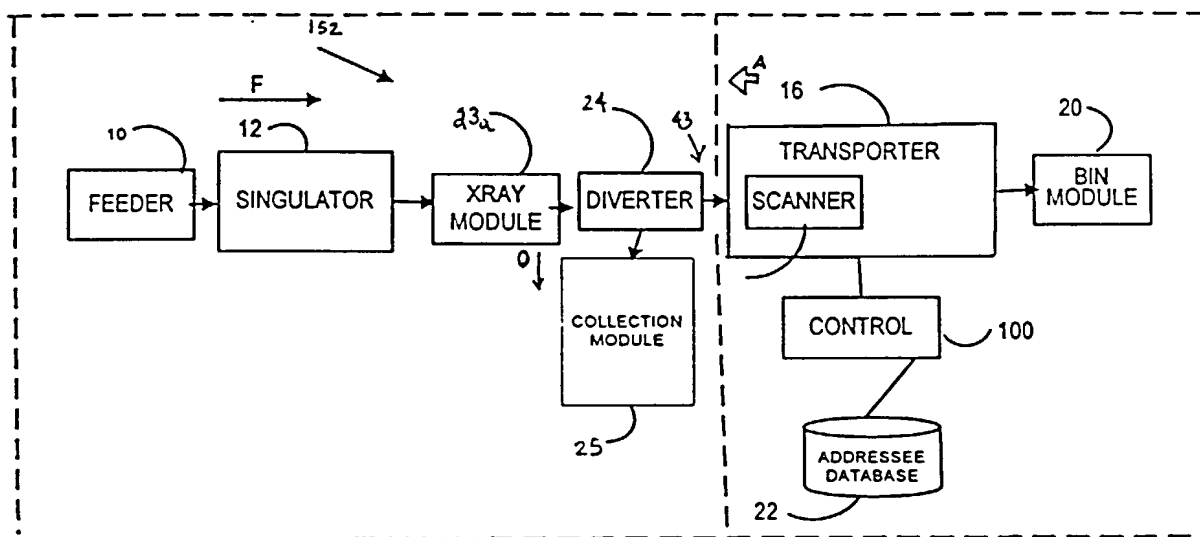 152
F
A
10
12
23a
24
43
16
20
FEEDER
SINGULATOR
XRAY
MODULE
DIVERTER
TRANSPORTER
SCANNER
BIN
MODULE
O
COLLECTION
MODULE
25
CONTROL
100
ADDRESSEE
DATABASE
22